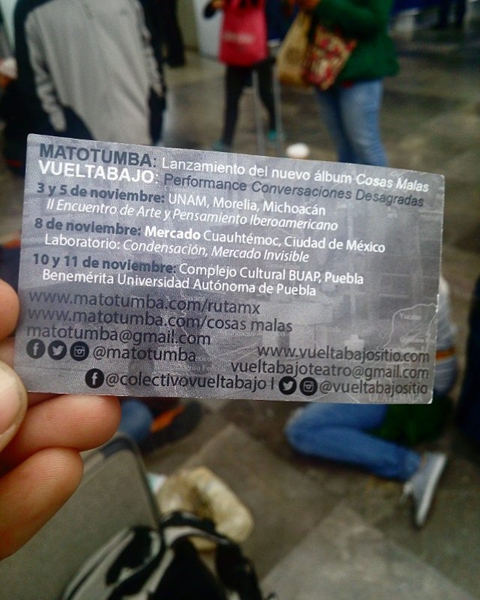 MATOTUMBA: Lanzamiento del nuevo álbum Cosas Malas
VUELTABAJO: Performance Conversaciones Desagradas
3 y 5 de noviembre: UNAM, Morelia, Michoacán
II Encuentro de Arte y Pensamiento Iberoamericano
8 de noviembre: Mercado Cuauhtémoc, Ciudad de México
Laboratorio: Condensación, Mercado Invisible
10 y 11 de noviembre: Complejo Cultural BUAP, Puebla
Benemérita Universidad Autónoma de Puebla
www.matotumba.com/rutamx
www.matotumba.com/cosas malas
matotumba@gmail.com
@matotumba
www.vueltabajositio.com
vueltabajoteatro@gmail.com
@colectivovueltabajo I @vueltabajositio